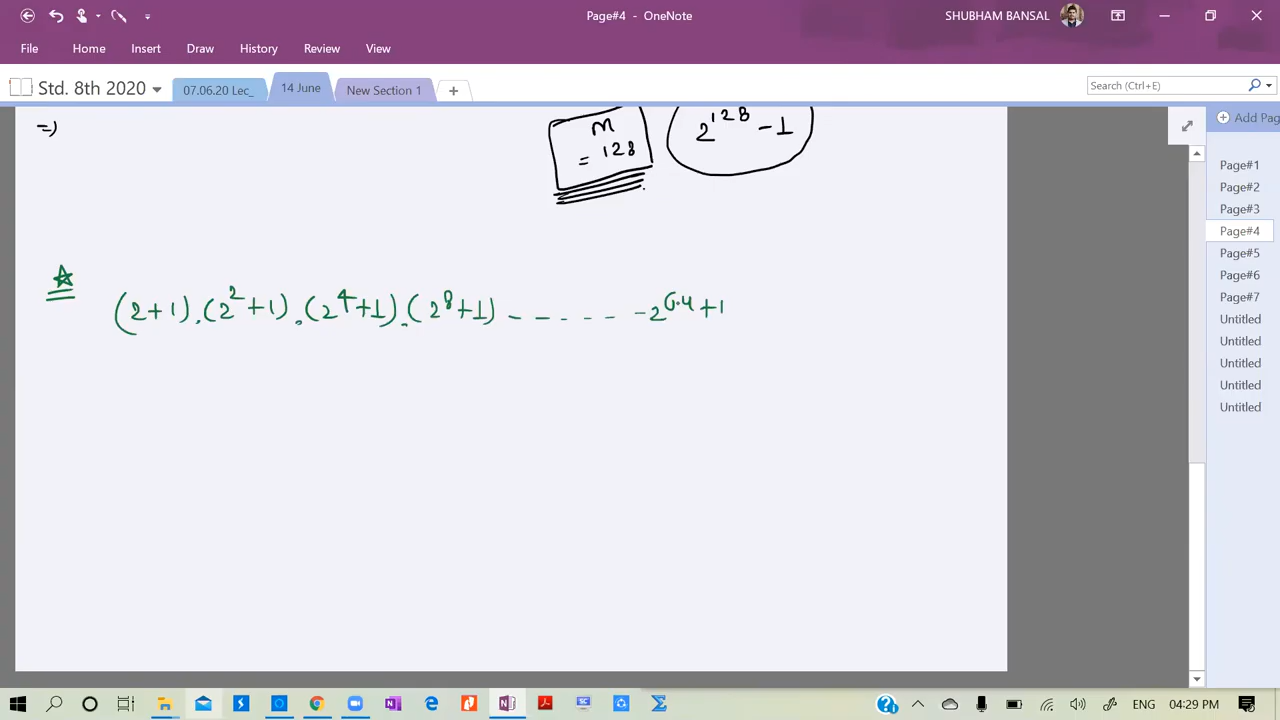 Page#4 - OneNote
SHUBHAM BANSAL
File Home Insert Draw History Review View
Std. 8th 2020
07.06.20 Lec_
14 June
New Section 1
Search (Ctrl+E)
Add Pag
Page#1
Page#2
Page#3
Page#4
Page#5
Page#6
Page#7
Untitled
Untitled
Untitled
Untitled
Untitled
=)
m
= 128
2^128 - 1
(2+1).(2^2+1).(2^4+1).(2^8+1) - - - - - - 2^64+1
ENG 04:29 PM